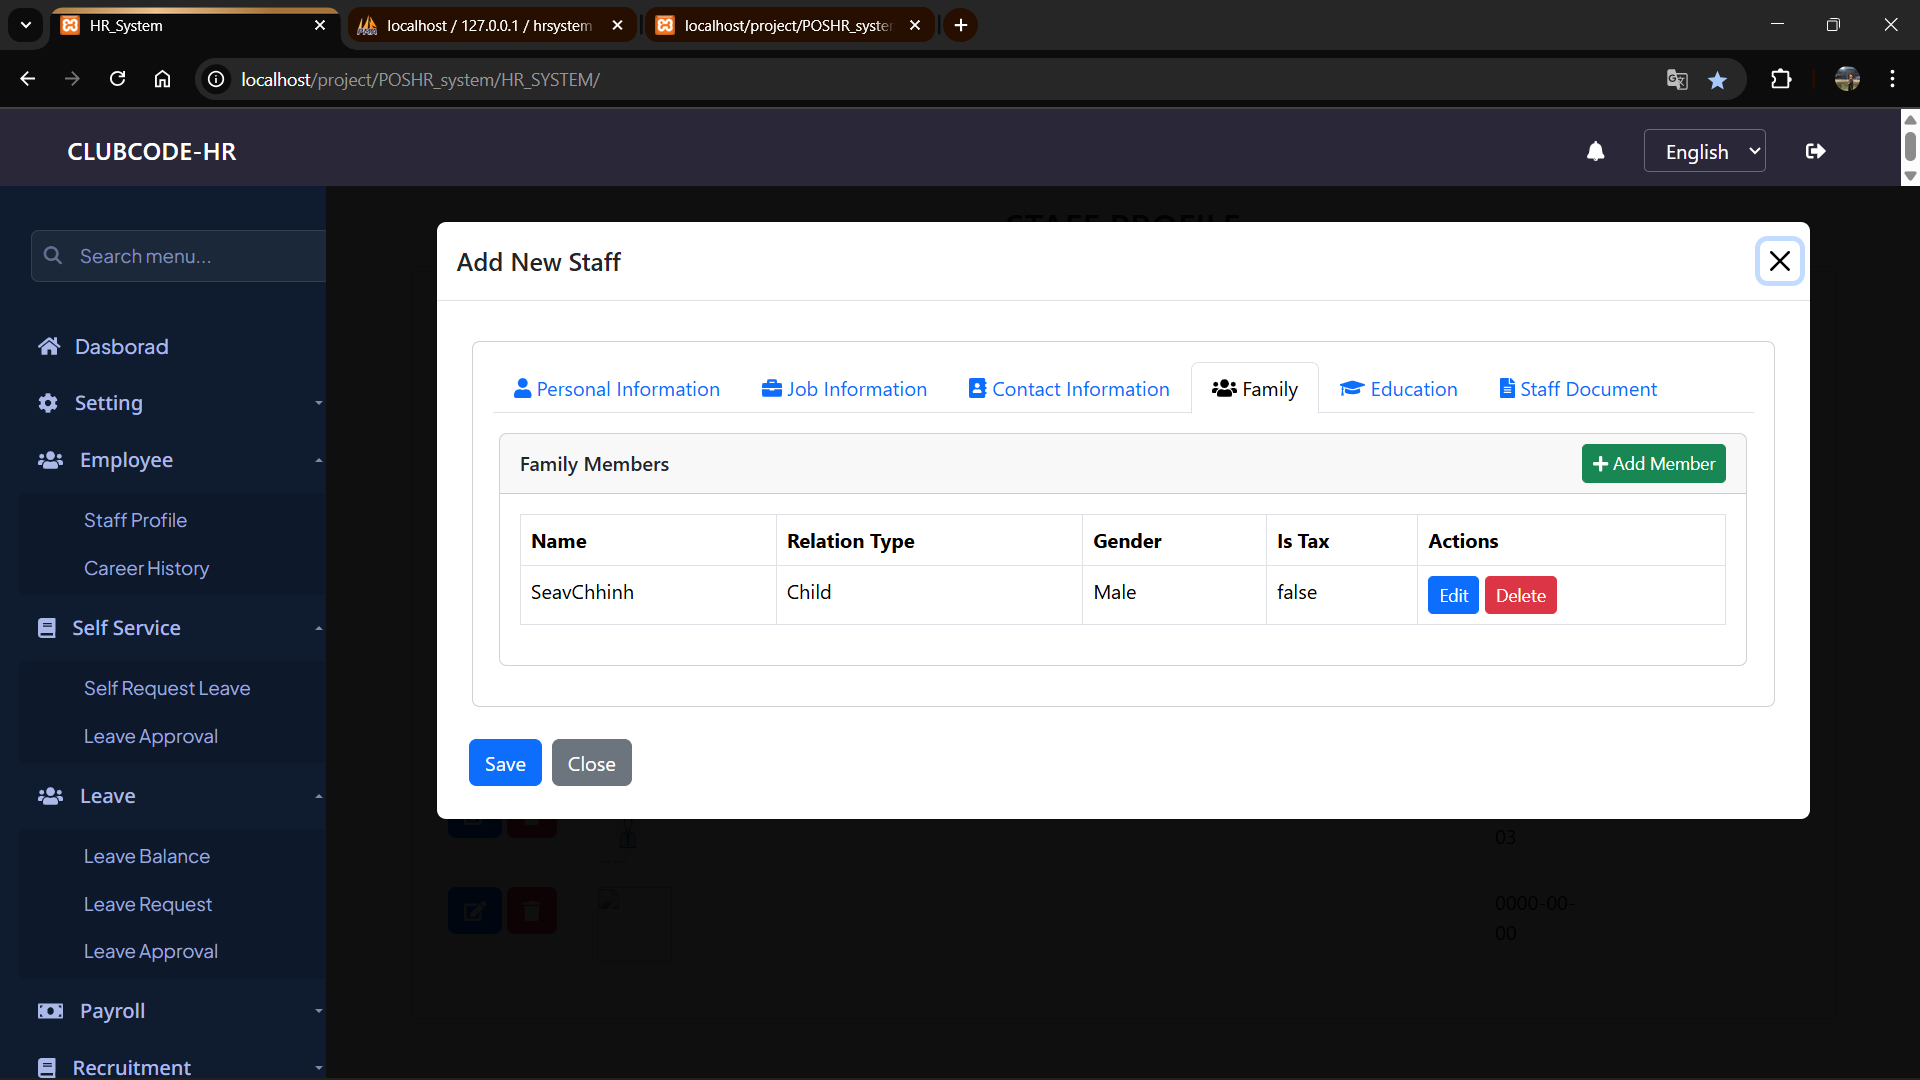 HR_System
localhost / 127.0.0.1 / hrsystem
localhost/project/POSHR_syste
localhost/project/POSHR_system/HR_SYSTEM/
CLUBCODE-HR
English
Search menu...
Dasborad
Setting
Employee
Staff Profile
Career History
Self Service
Self Request Leave
Leave Approval
Leave
Leave Balance
Leave Request
Leave Approval
Payroll
Recruitment
STAFF PROFILE
Add New Staff
Personal Information
Job Information
Contact Information
Family
Education
Staff Document
Family Members
Add Member
Name Relation Type Gender Is Tax Actions
SeavChhinh Child Male false Edit Delete
Save Close
03
0000-00-
00